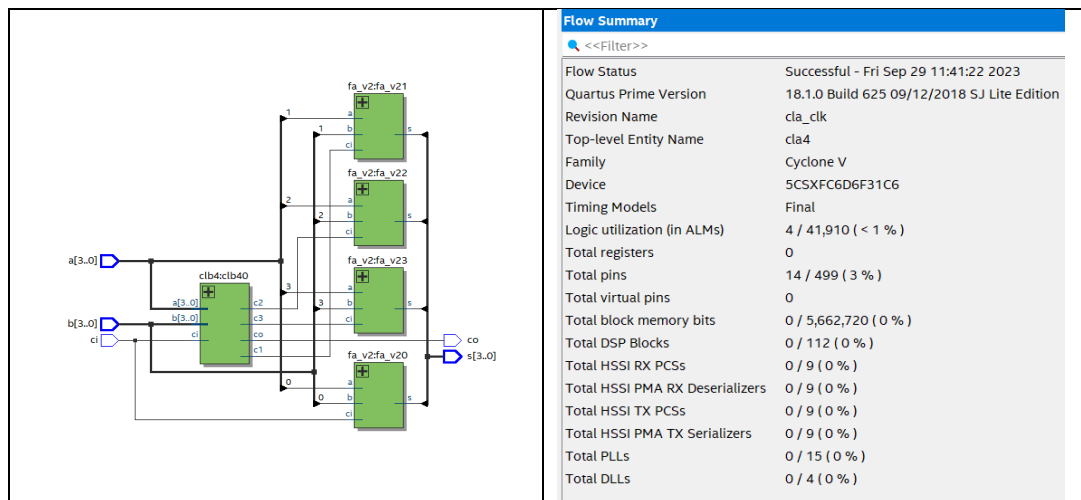 fa_v2:fa_v21
1
a
1
b
s
ci
fa_v2:fa_v22
2
a
2
b
s
ci
a[3..0]
fa_v2:fa_v23
clb4:clb40
3
a
a[3..0]
c2
3
b
s
b[3..0]
b[3..0]
c3
ci
ci
ci
co
co
c1
s[3..0]
fa_v2:fa_v20
0
a
0
b
s
ci
Flow Summary
<<Filter>>
Flow Status Successful - Fri Sep 29 11:41:22 2023
Quartus Prime Version 18.1.0 Build 625 09/12/2018 SJ Lite Edition
Revision Name cla_clk
Top-level Entity Name cla4
Family Cyclone V
Device 5CSXFC6D6F31C6
Timing Models Final
Logic utilization (in ALMs) 4 / 41,910 ( < 1 % )
Total registers 0
Total pins 14 / 499 ( 3 % )
Total virtual pins 0
Total block memory bits 0 / 5,662,720 ( 0 % )
Total DSP Blocks 0 / 112 ( 0 % )
Total HSSI RX PCSs 0 / 9 ( 0 % )
Total HSSI PMA RX Deserializers 0 / 9 ( 0 % )
Total HSSI TX PCSs 0 / 9 ( 0 % )
Total HSSI PMA TX Serializers 0 / 9 ( 0 % )
Total PLLs 0 / 15 ( 0 % )
Total DLLs 0 / 4 ( 0 % )